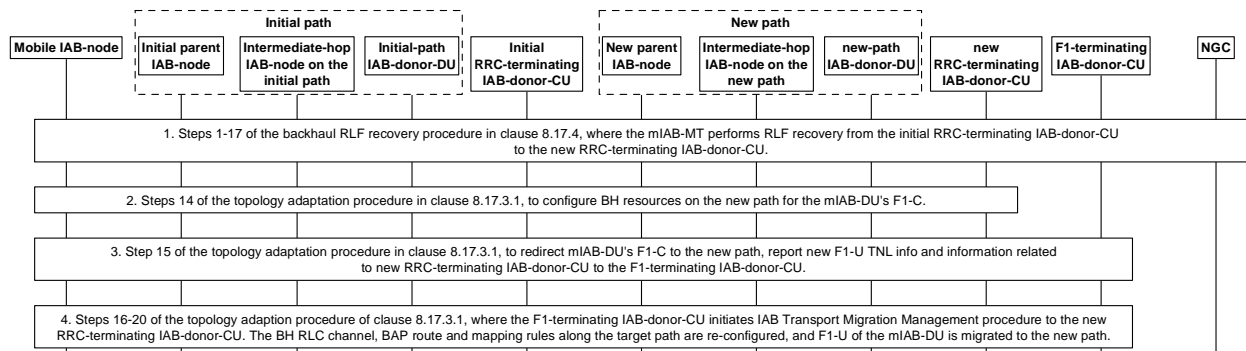 Initial path
New path
Mobile IAB-node
Initial parent
IAB-node
Intermediate-hop
IAB-node on the
initial path
Initial-path
IAB-donor-DU
Initial
RRC-terminating
IAB-donor-CU
New parent
IAB-node
Intermediate-hop
IAB-node on the
new path
new-path
IAB-donor-DU
new
RRC-terminating
IAB-donor-CU
F1-terminating
IAB-donor-CU
NGC
1. Steps 1-17 of the backhaul RLF recovery procedure in clause 8.17.4, where the mIAB-MT performs RLF recovery from the initial RRC-terminating IAB-donor-CU
to the new RRC-terminating IAB-donor-CU.
2. Steps 14 of the topology adaptation procedure in clause 8.17.3.1, to configure BH resources on the new path for the mIAB-DU's F1-C.
3. Step 15 of the topology adaptation procedure in clause 8.17.3.1, to redirect mIAB-DU's F1-C to the new path, report new F1-U TNL info and information related
to new RRC-terminating IAB-donor-CU to the F1-terminating IAB-donor-CU.
4. Steps 16-20 of the topology adaption procedure of clause 8.17.3.1, where the F1-terminating IAB-donor-CU initiates IAB Transport Migration Management procedure to the new
RRC-terminating IAB-donor-CU. The BH RLC channel, BAP route and mapping rules along the target path are re-configured, and F1-U of the mIAB-DU is migrated to the new path.